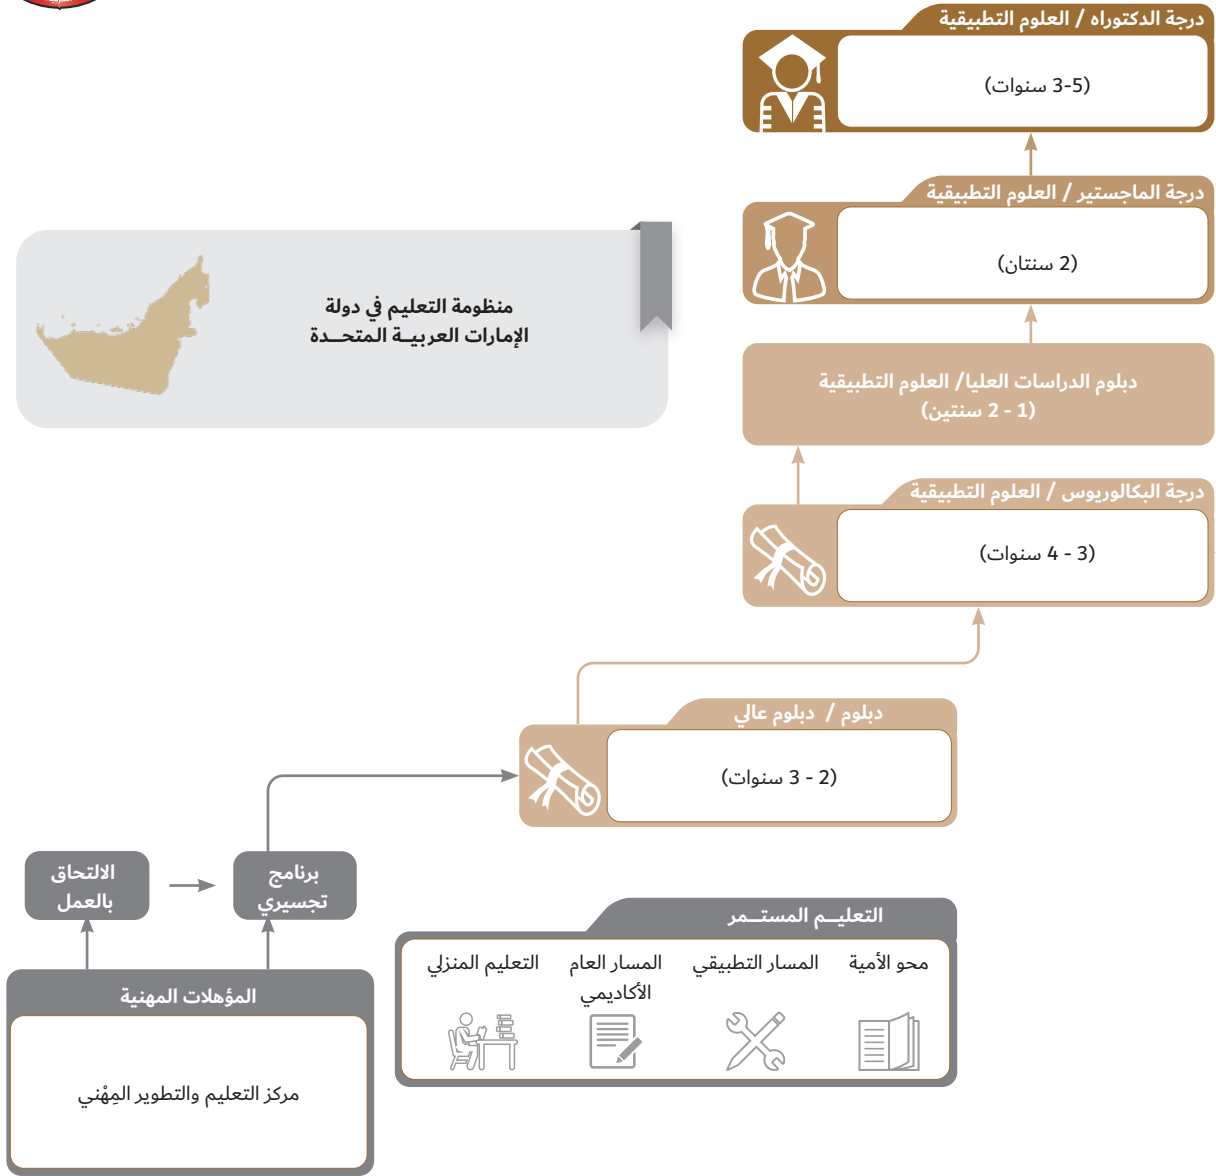 درجة الدكتوراه / العلوم التطبيقية
(3-5 سنوات)
درجة الماجستير / العلوم التطبيقية
(2 سنتان)
منظومة التعليم في دولة
الإمارات العربيــة المتحــدة
دبلوم الدراسات العليا/ العلوم التطبيقية
(1 - 2 سنتين)
درجة البكالوريوس / العلوم التطبيقية
(3 - 4 سنوات)
دبلوم / دبلوم عالي
(2 - 3 سنوات)
برنامج
تجسيري
الالتحاق
بالعمل
التعليــم المستــمر
محو الأمية
المسار التطبيقي
المسار العام
الأكاديمي
التعليم المنزلي
المؤهلات المهنية
مركز التعليم والتطوير المِهْني